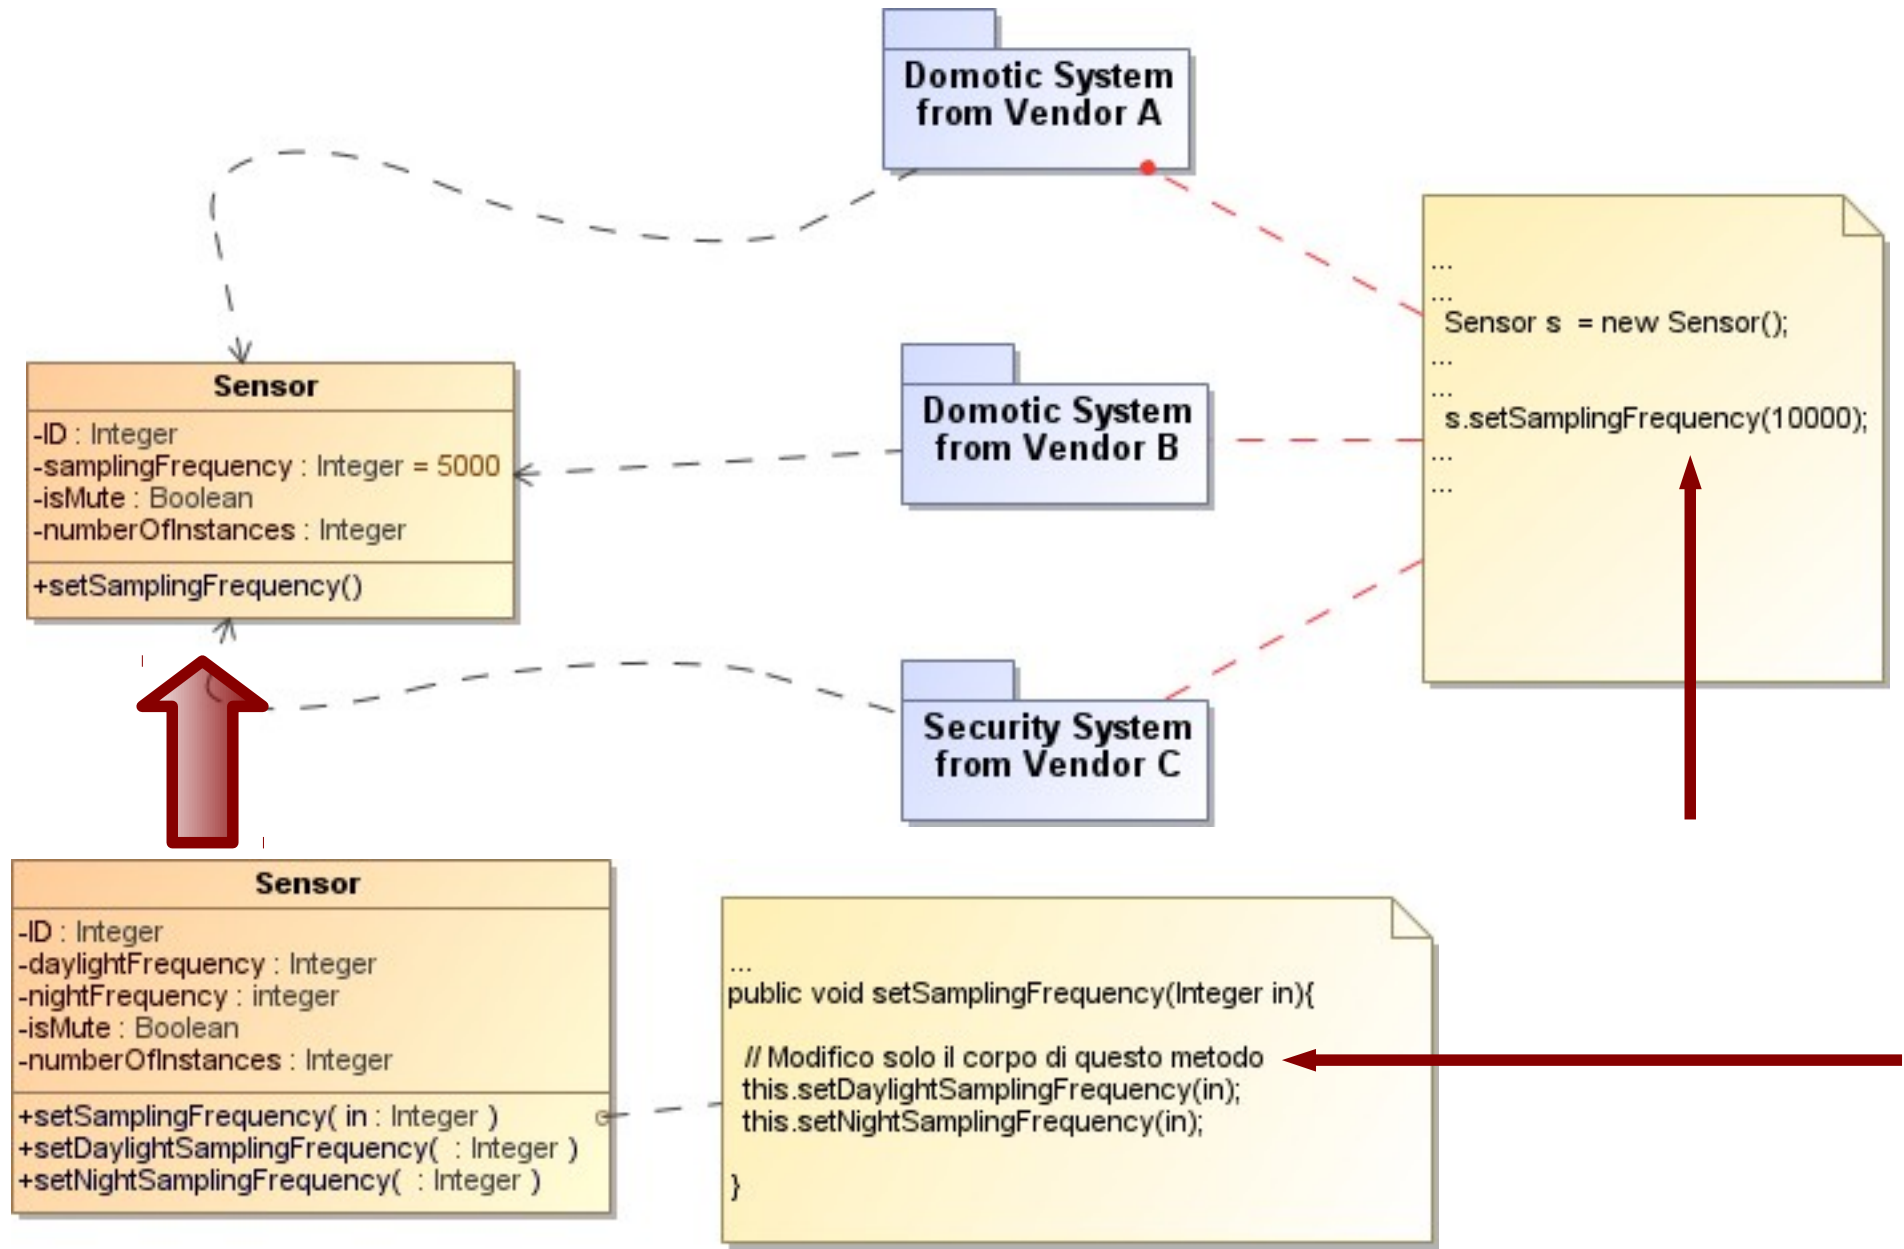 Domotic System
from Vendor A
...
...
Sensor s  = new Sensor();
...
...
s.setSamplingFrequency(10000);
...
...
Sensor
-ID : Integer
-samplingFrequency : Integer = 5000
-isMute : Boolean
-numberOfInstances : Integer
+setSamplingFrequency()
Domotic System
from Vendor B
Security System
from Vendor C
Sensor
-ID : Integer
-daylightFrequency : Integer
-nightFrequency : integer
-isMute : Boolean
-numberOfInstances : Integer
+setSamplingFrequency( in : Integer )
+setDaylightSamplingFrequency(  : Integer )
+setNightSamplingFrequency(  : Integer )
...
public void setSamplingFrequency(Integer in){
// Modifico solo il corpo di questo metodo
this.setDaylightSamplingFrequency(in);
this.setNightSamplingFrequency(in);
}